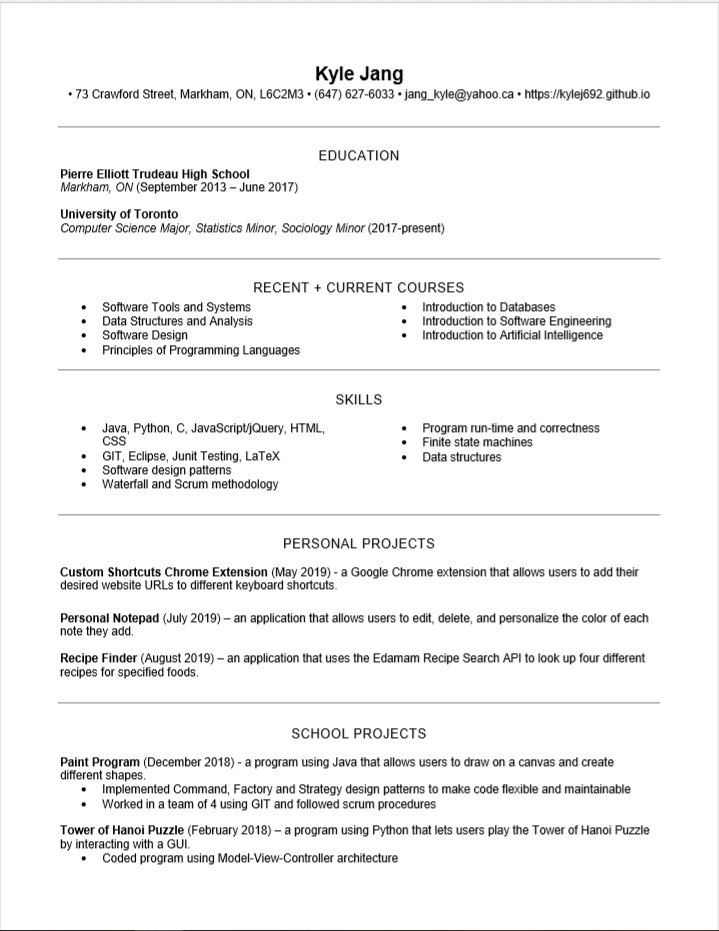 Kyle Jang
• 73 Crawford Street, Markham, ON, L6C2M3 • (647) 627-6033 • jang_kyle@yahoo.ca • https://kylej692.github.io
EDUCATION
Pierre Elliott Trudeau High School
Markham, ON (September 2013 – June 2017)
University of Toronto
Computer Science Major, Statistics Minor, Sociology Minor (2017-present)
RECENT + CURRENT COURSES
• Software Tools and Systems
• Data Structures and Analysis
• Software Design
• Principles of Programming Languages
• Introduction to Databases
• Introduction to Software Engineering
• Introduction to Artificial Intelligence
SKILLS
• Java, Python, C, JavaScript/jQuery, HTML,
CSS
• GIT, Eclipse, Junit Testing, LaTeX
• Software design patterns
• Waterfall and Scrum methodology
• Program run-time and correctness
• Finite state machines
• Data structures
PERSONAL PROJECTS
Custom Shortcuts Chrome Extension (May 2019) - a Google Chrome extension that allows users to add their
desired website URLs to different keyboard shortcuts.
Personal Notepad (July 2019) – an application that allows users to edit, delete, and personalize the color of each
note they add.
Recipe Finder (August 2019) – an application that uses the Edamam Recipe Search API to look up four different
recipes for specified foods.
SCHOOL PROJECTS
Paint Program (December 2018) - a program using Java that allows users to draw on a canvas and create
different shapes.
• Implemented Command, Factory and Strategy design patterns to make code flexible and maintainable
• Worked in a team of 4 using GIT and followed scrum procedures
Tower of Hanoi Puzzle (February 2018) – a program using Python that lets users play the Tower of Hanoi Puzzle
by interacting with a GUI.
• Coded program using Model-View-Controller architecture